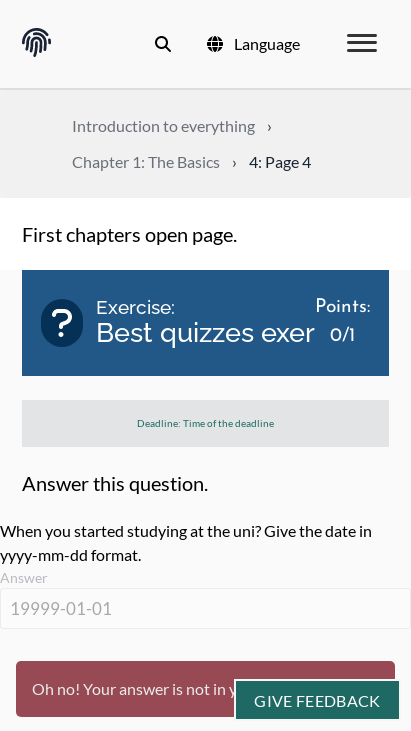 Language
Introduction to everything ›
Chapter 1: The Basics › 4: Page 4
First chapters open page.
?
Exercise:
Best quizzes exer
Points:
0/1
Deadline: Time of the deadline
Answer this question.
When you started studying at the uni? Give the date in
yyyy-mm-dd format.
Answer
19999-01-01
Oh no! Your answer is not in y
GIVE FEEDBACK